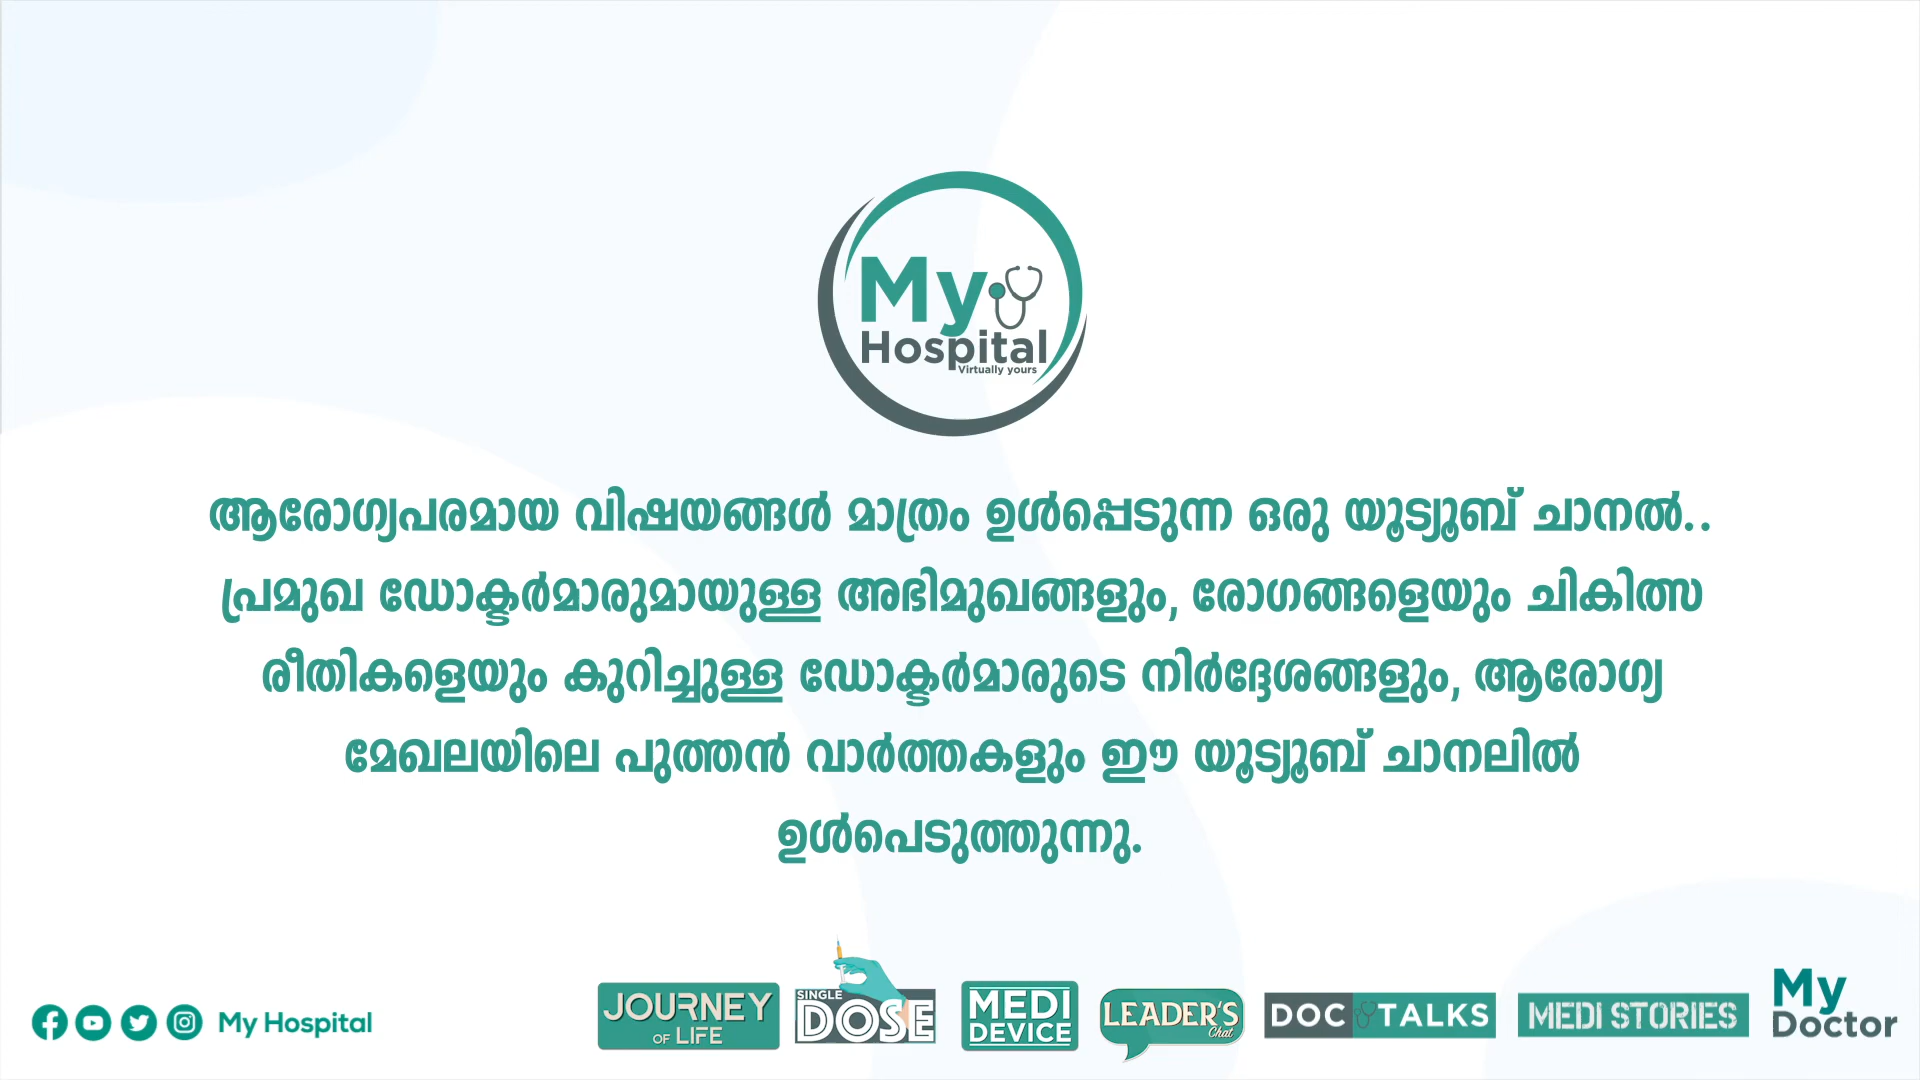 My
Hospital
Virtually yours
ആരോഗ്യപരമായ വിഷയങ്ങൾ മാത്രം ഉൾപ്പെടുന്ന ഒരു യൂട്യൂബ് ചാനൽ..
പ്രമുഖ ഡോക്ടർമാരുമായുള്ള അഭിമുഖങ്ങളും, രോഗങ്ങളെയും ചികിത്സ
രീതികളെയും കുറിച്ചുള്ള ഡോക്ടർമാരുടെ നിർദ്ദേശങ്ങളും, ആരോഗ്യ
മേഖലയിലെ പുത്തൻ വാർത്തകളും ഈ യൂട്യൂബ് ചാനലിൽ
ഉൾപെടുത്തുന്നു.
My Hospital
JOURNEY
OF LIFE
SINGLE
DOSE
MEDI
DEVICE
LEADER'S
Chat
DOC TALKS
MEDI STORIES
My
Doctor